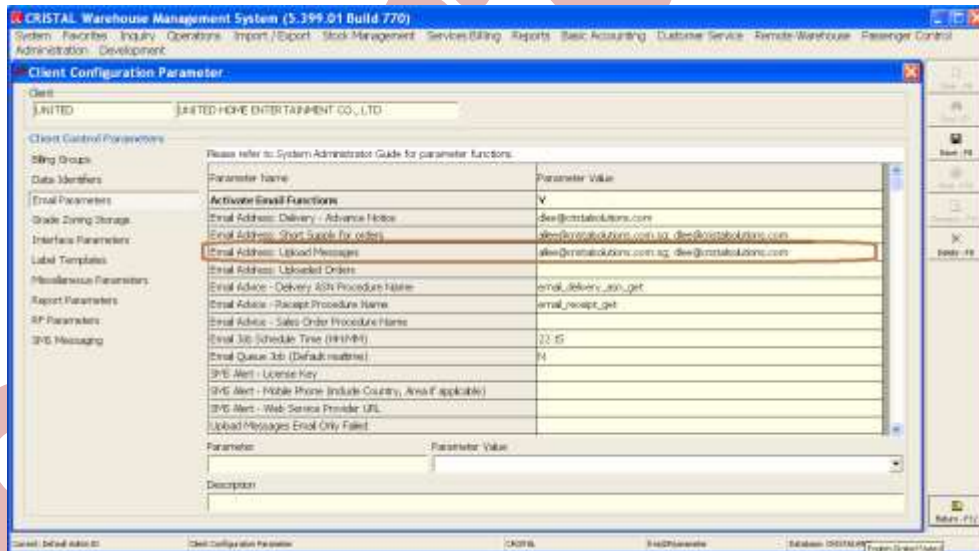 CRISTAL Warehouse Management System (5.399.01 Build 770)
System Favorites Inquiry Operations Import/Export Stock Management Services Billing Reports Basic Accounting Customer Service Remote-Warehouse Passenger Control
Administration Development
Client Configuration Parameter
Client
UNITED UNITED HOME ENTERTAINMENT CO., LTD
Client Control Parameters
Please refer to System Administrator Guide for parameter functions.
Billing Groups
Data Identifiers
Email Parameters
Grade Zoning Storage
Interface Parameters
Label Templates
Miscellaneous Parameters
Report Parameters
RF Parameters
SMS Messaging
Parameter Name Parameter Value
Activate Email Functions Y
Email Address: Delivery - Advance Notice dlee@cristalsolutions.com
Email Address: Short Supply for orders allee@cristalsolutions.com.sg; dlee@cristalsolutions.com
Email Address: Upload Messages allee@cristalsolutions.com.sg; dlee@cristalsolutions.com
Email Address: Uploaded Orders
Email Advice - Delivery ASN Procedure Name email_delivery_asn_get
Email Advice - Receipt Procedure Name email_receipt_get
Email Advice - Sales Order Procedure Name
Email Job Schedule Time (HH:MM) 22:15
Email Queue Job (Default realtime) N
SMS Alert - License Key
SMS Alert - Mobile Phone (include Country, Area if applicable)
SMS Alert - Web Service Provider URL
Upload Messages Email Only Failed
Parameter Parameter Value
Description
Save - F8
Delete - F9
Return - F12
Current: Default Admin ID Client Configuration Parameter CRISTAL